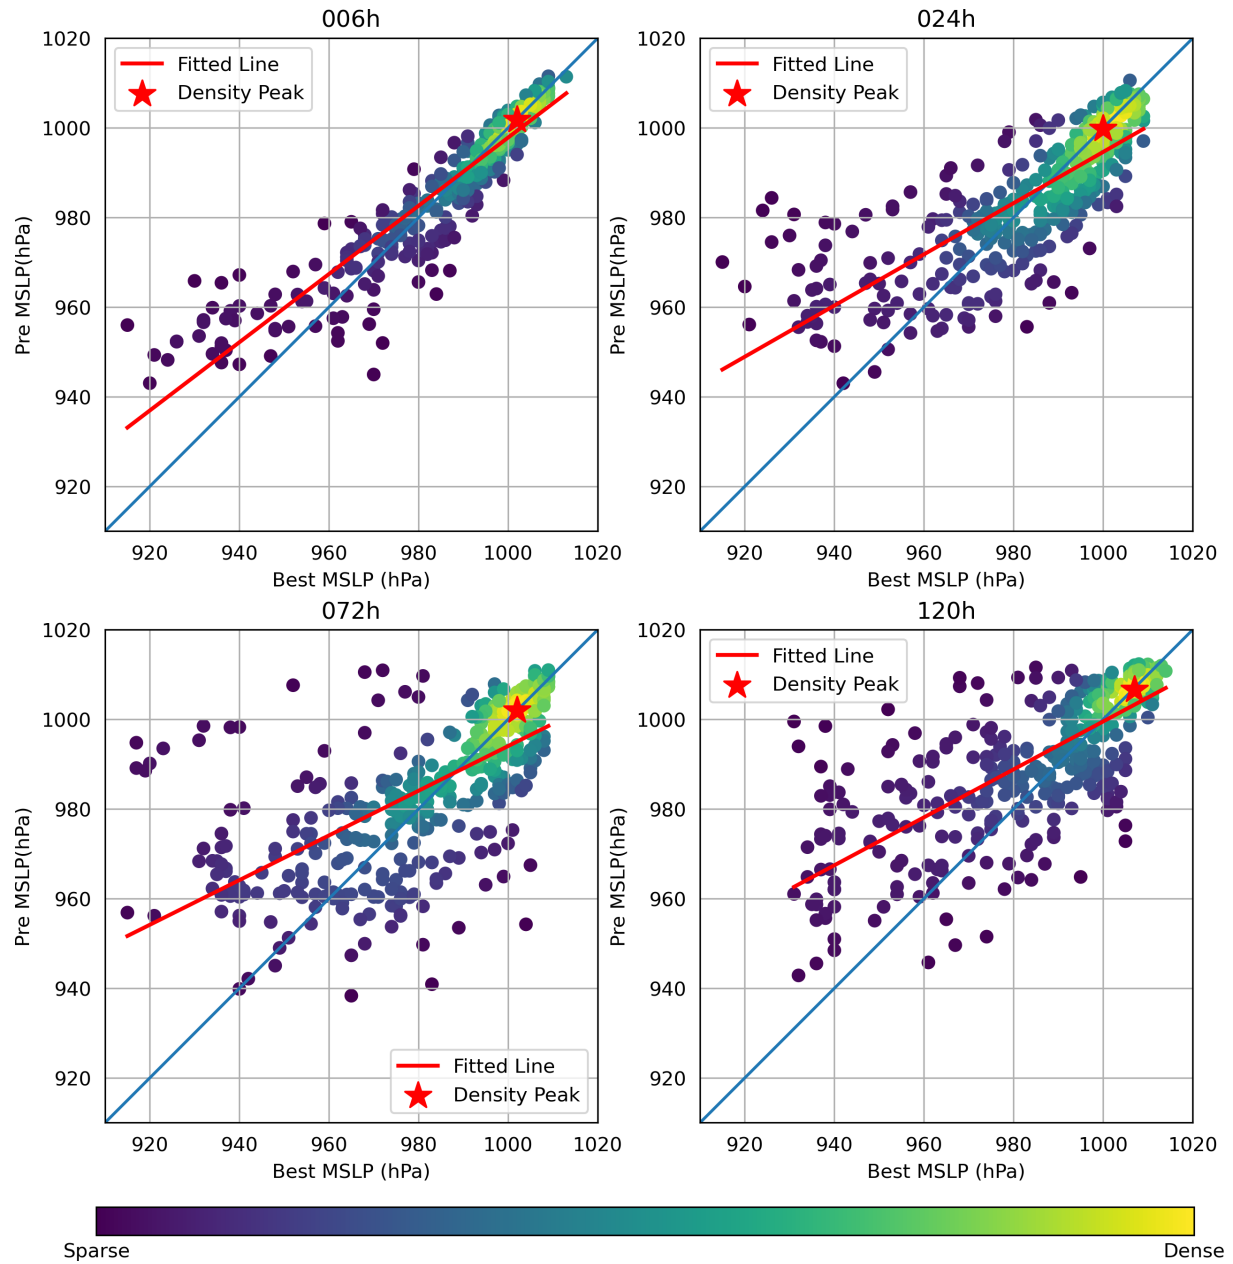 006h
024h
1020
1000
980
960
940
920
Pre MSLP(hPa)
Fitted Line
Density Peak
920 940 960 980 1000 1020
Best MSLP (hPa)
1020
1000
980
960
940
920
Pre MSLP(hPa)
Fitted Line
Density Peak
920 940 960 980 1000 1020
Best MSLP (hPa)
072h
120h
1020
1000
980
960
940
920
Pre MSLP(hPa)
Fitted Line
Density Peak
920 940 960 980 1000 1020
Best MSLP (hPa)
1020
1000
980
960
940
920
Pre MSLP(hPa)
Fitted Line
Density Peak
920 940 960 980 1000 1020
Best MSLP (hPa)
Sparse
Dense